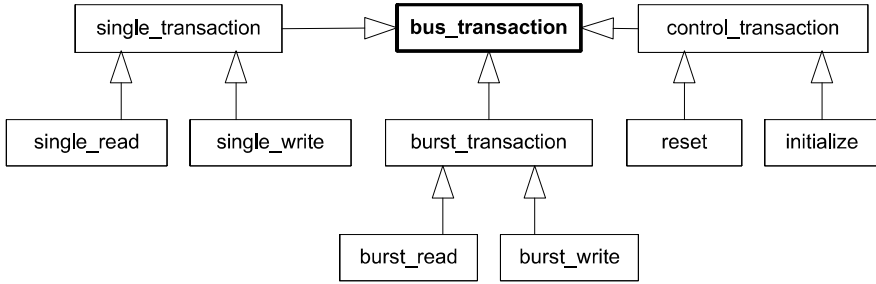 single_transaction
bus_transaction
control_transaction
single_read
single_write
burst_transaction
reset
initialize
burst_read
burst_write